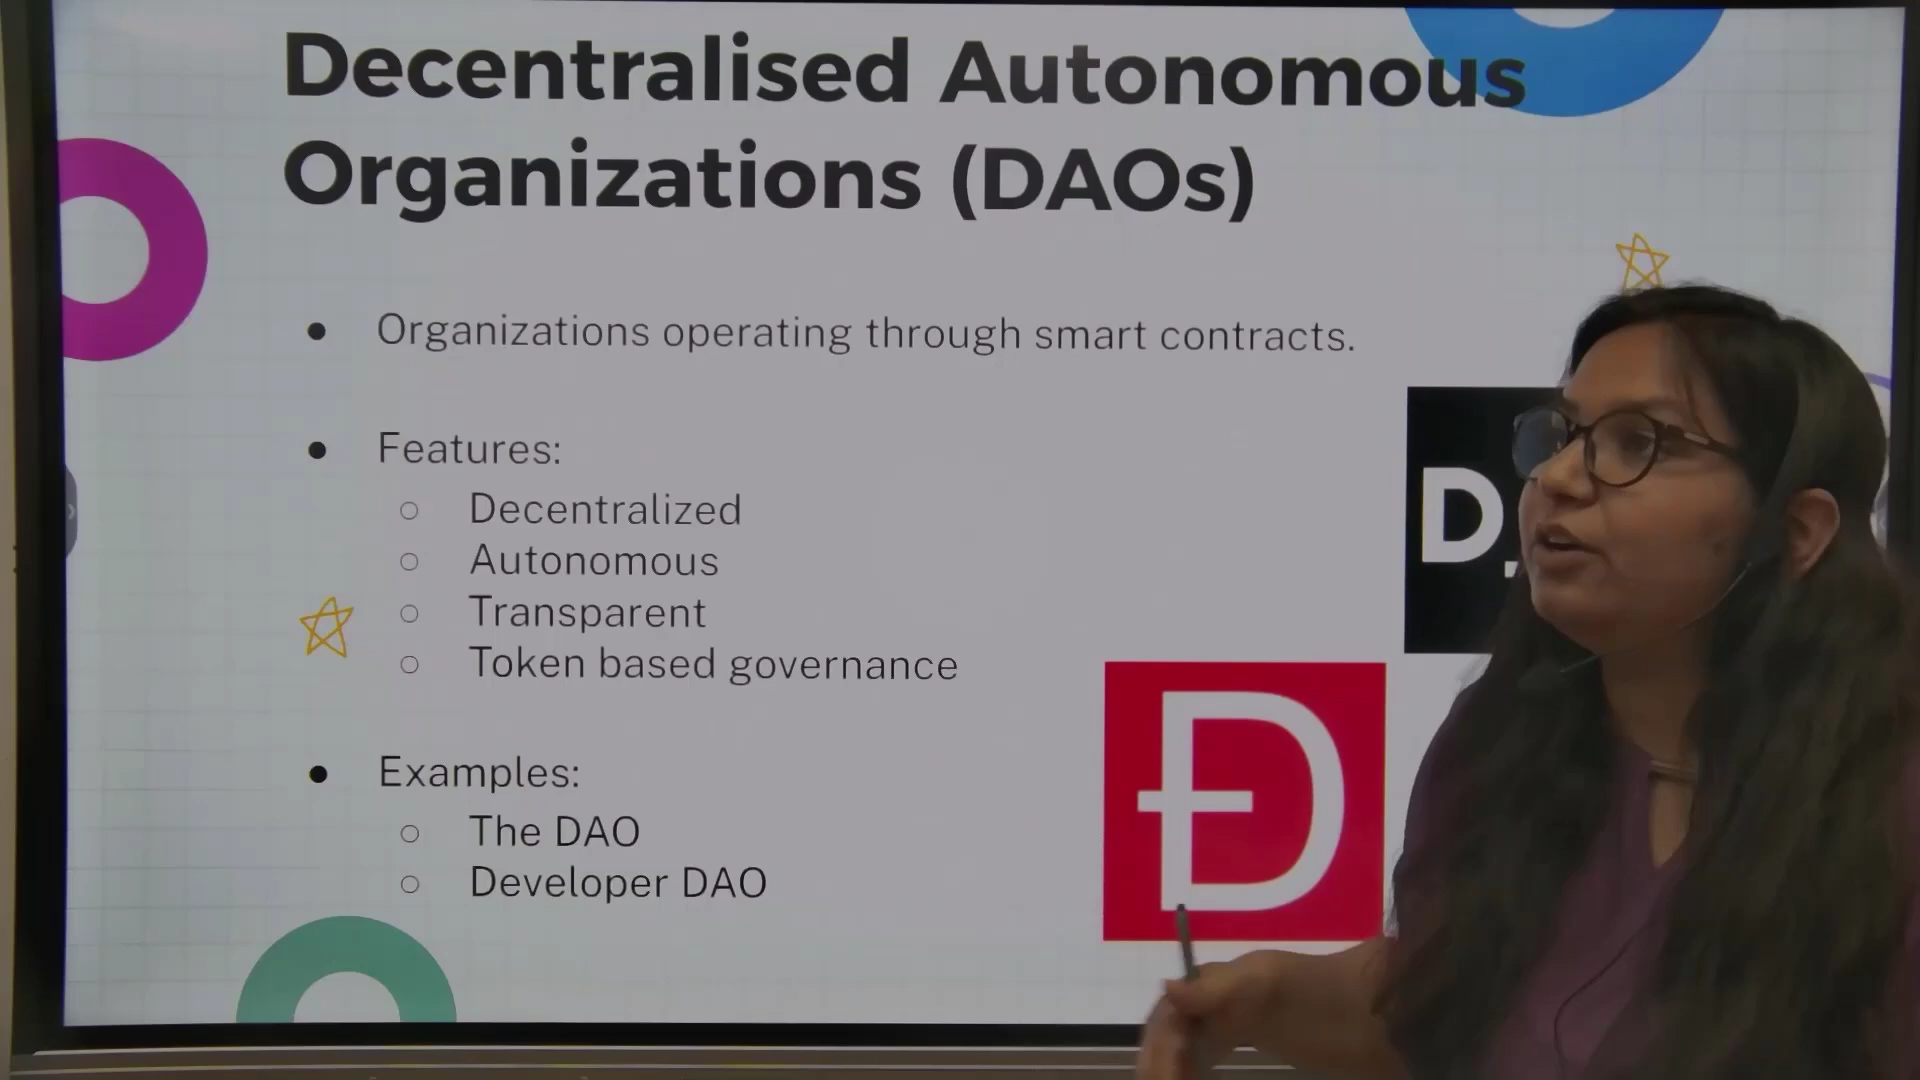 Decentralised Autonomous
Organizations (DAOs)
● Organizations operating through smart contracts.
● Features:
○ Decentralized
○ Autonomous
○ Transparent
○ Token based governance
● Examples:
○ The DAO
○ Developer DAO
D
Đ